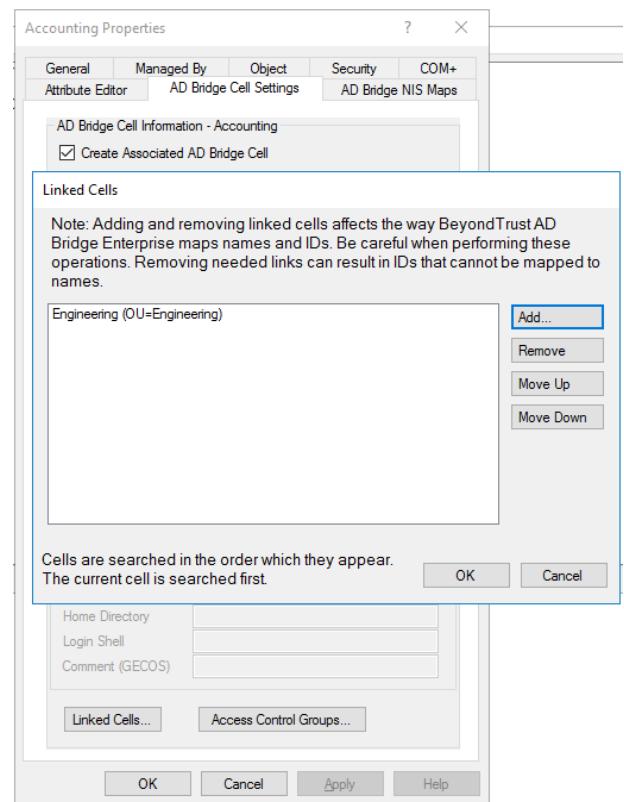 Accounting Properties ?
General Managed By Object Security COM+
Attribute Editor AD Bridge Cell Settings AD Bridge NIS Maps
AD Bridge Cell Information - Accounting
Create Associated AD Bridge Cell
Linked Cells
Note: Adding and removing linked cells affects the way BeyondTrust AD
Bridge Enterprise maps names and IDs. Be careful when performing these
operations. Removing needed links can result in IDs that cannot be mapped to
names.
Engineering (OU=Engineering)
Add...
Remove
Move Up
Move Down
Cells are searched in the order which they appear.
The current cell is searched first.
OK Cancel
Home Directory
Login Shell
Comment (GECOS)
Linked Cells... Access Control Groups...
OK Cancel Apply Help